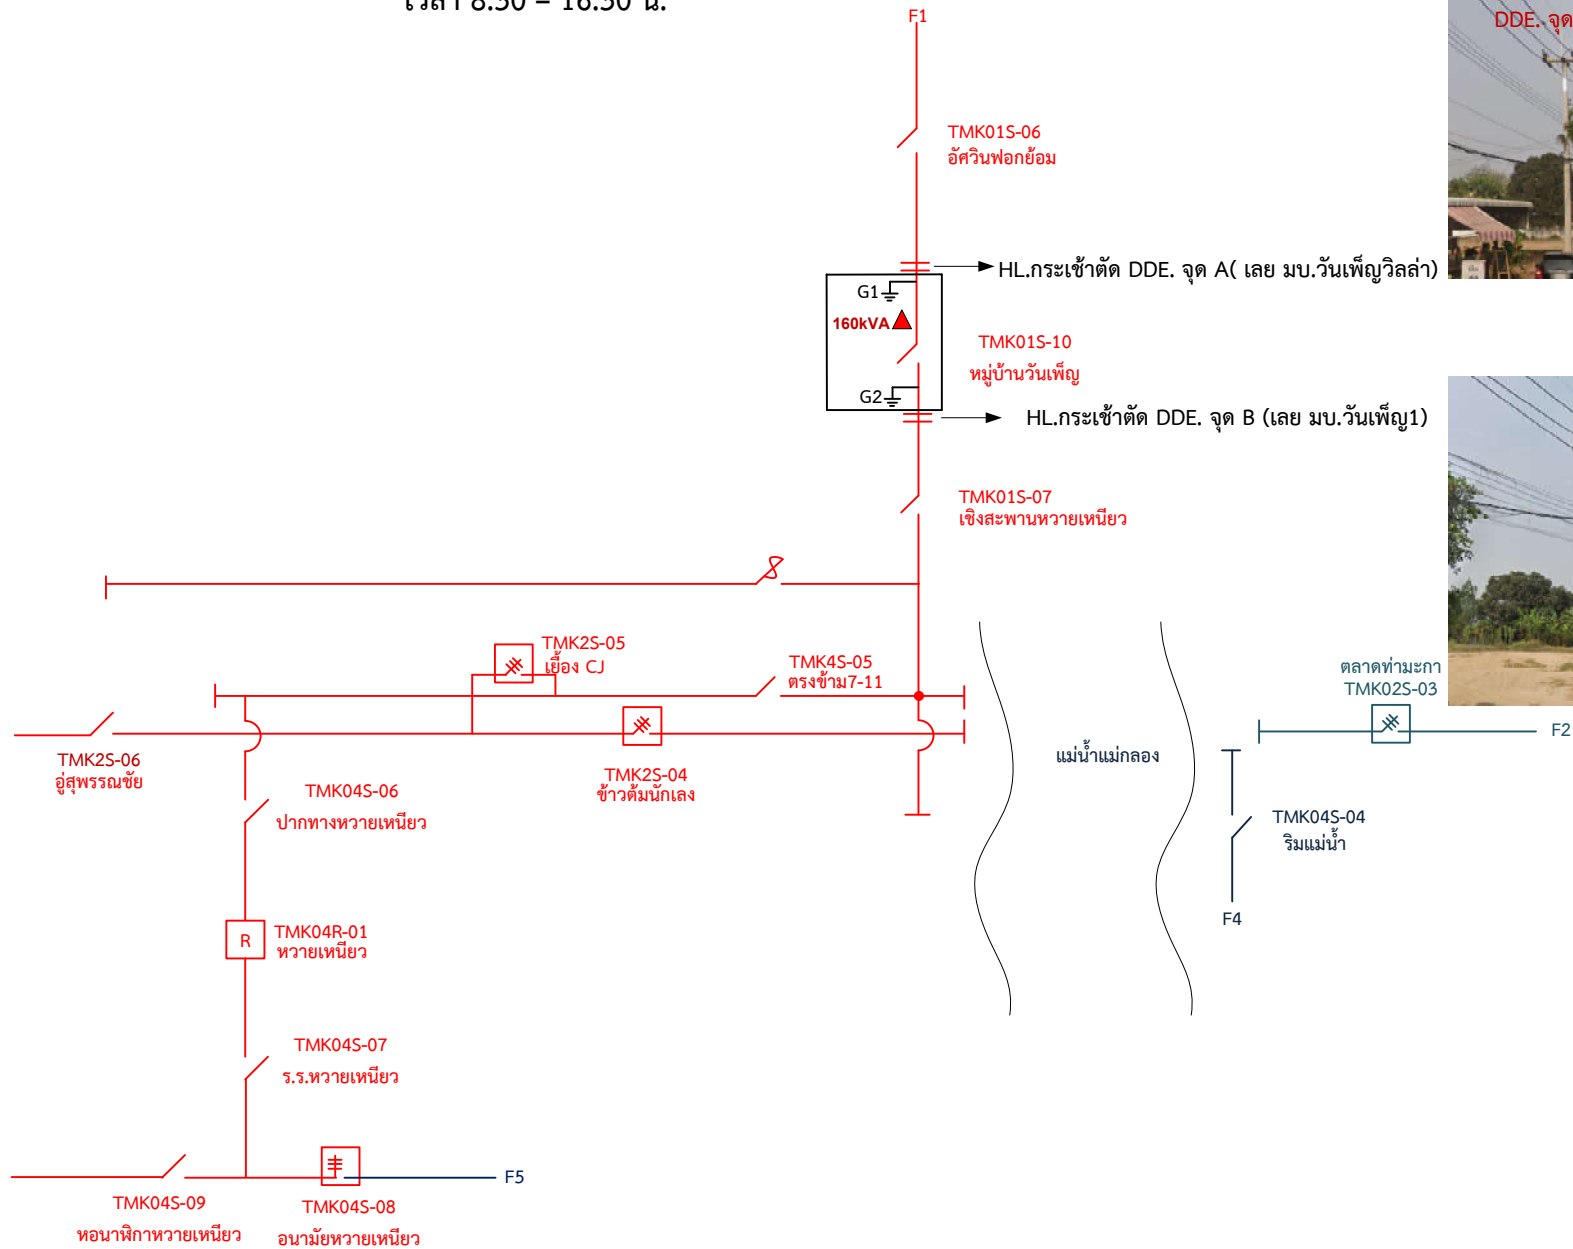 เวลา 8.30 – 16.30 น.
F1
DDE. จุด
TMK01S-06
อัศวินฟอกย้อม
HL.กระเช้าตัด DDE. จุด A( เลย มบ.วันเพ็ญวิลล่า)
G1
160kVA
TMK01S-10
หมู่บ้านวันเพ็ญ
G2
HL.กระเช้าตัด DDE. จุด B (เลย มบ.วันเพ็ญ1)
TMK01S-07
เชิงสะพานหวายเหนียว
TMK2S-05
เยื้อง CJ
TMK4S-05
ตรงข้าม7-11
ตลาดท่ามะกา
TMK02S-03
F2
แม่น้ำแม่กลอง
TMK2S-06
อู่สุพรรณชัย
TMK2S-04
ข้าวต้มนักเลง
TMK04S-06
ปากทางหวายเหนียว
TMK04S-04
ริมแม่น้ำ
F4
R
TMK04R-01
หวายเหนียว
TMK04S-07
ร.ร.หวายเหนียว
F5
TMK04S-09
หอนาฬิกาหวายเหนียว
TMK04S-08
อนามัยหวายเหนียว